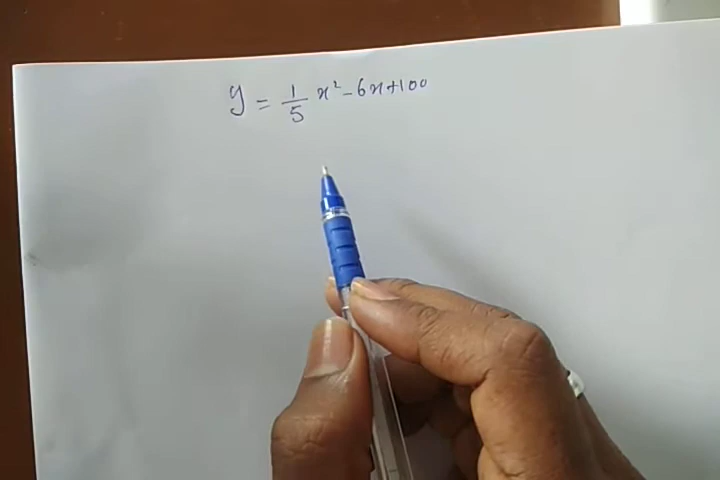 y = 1/5 x² - 6x + 100